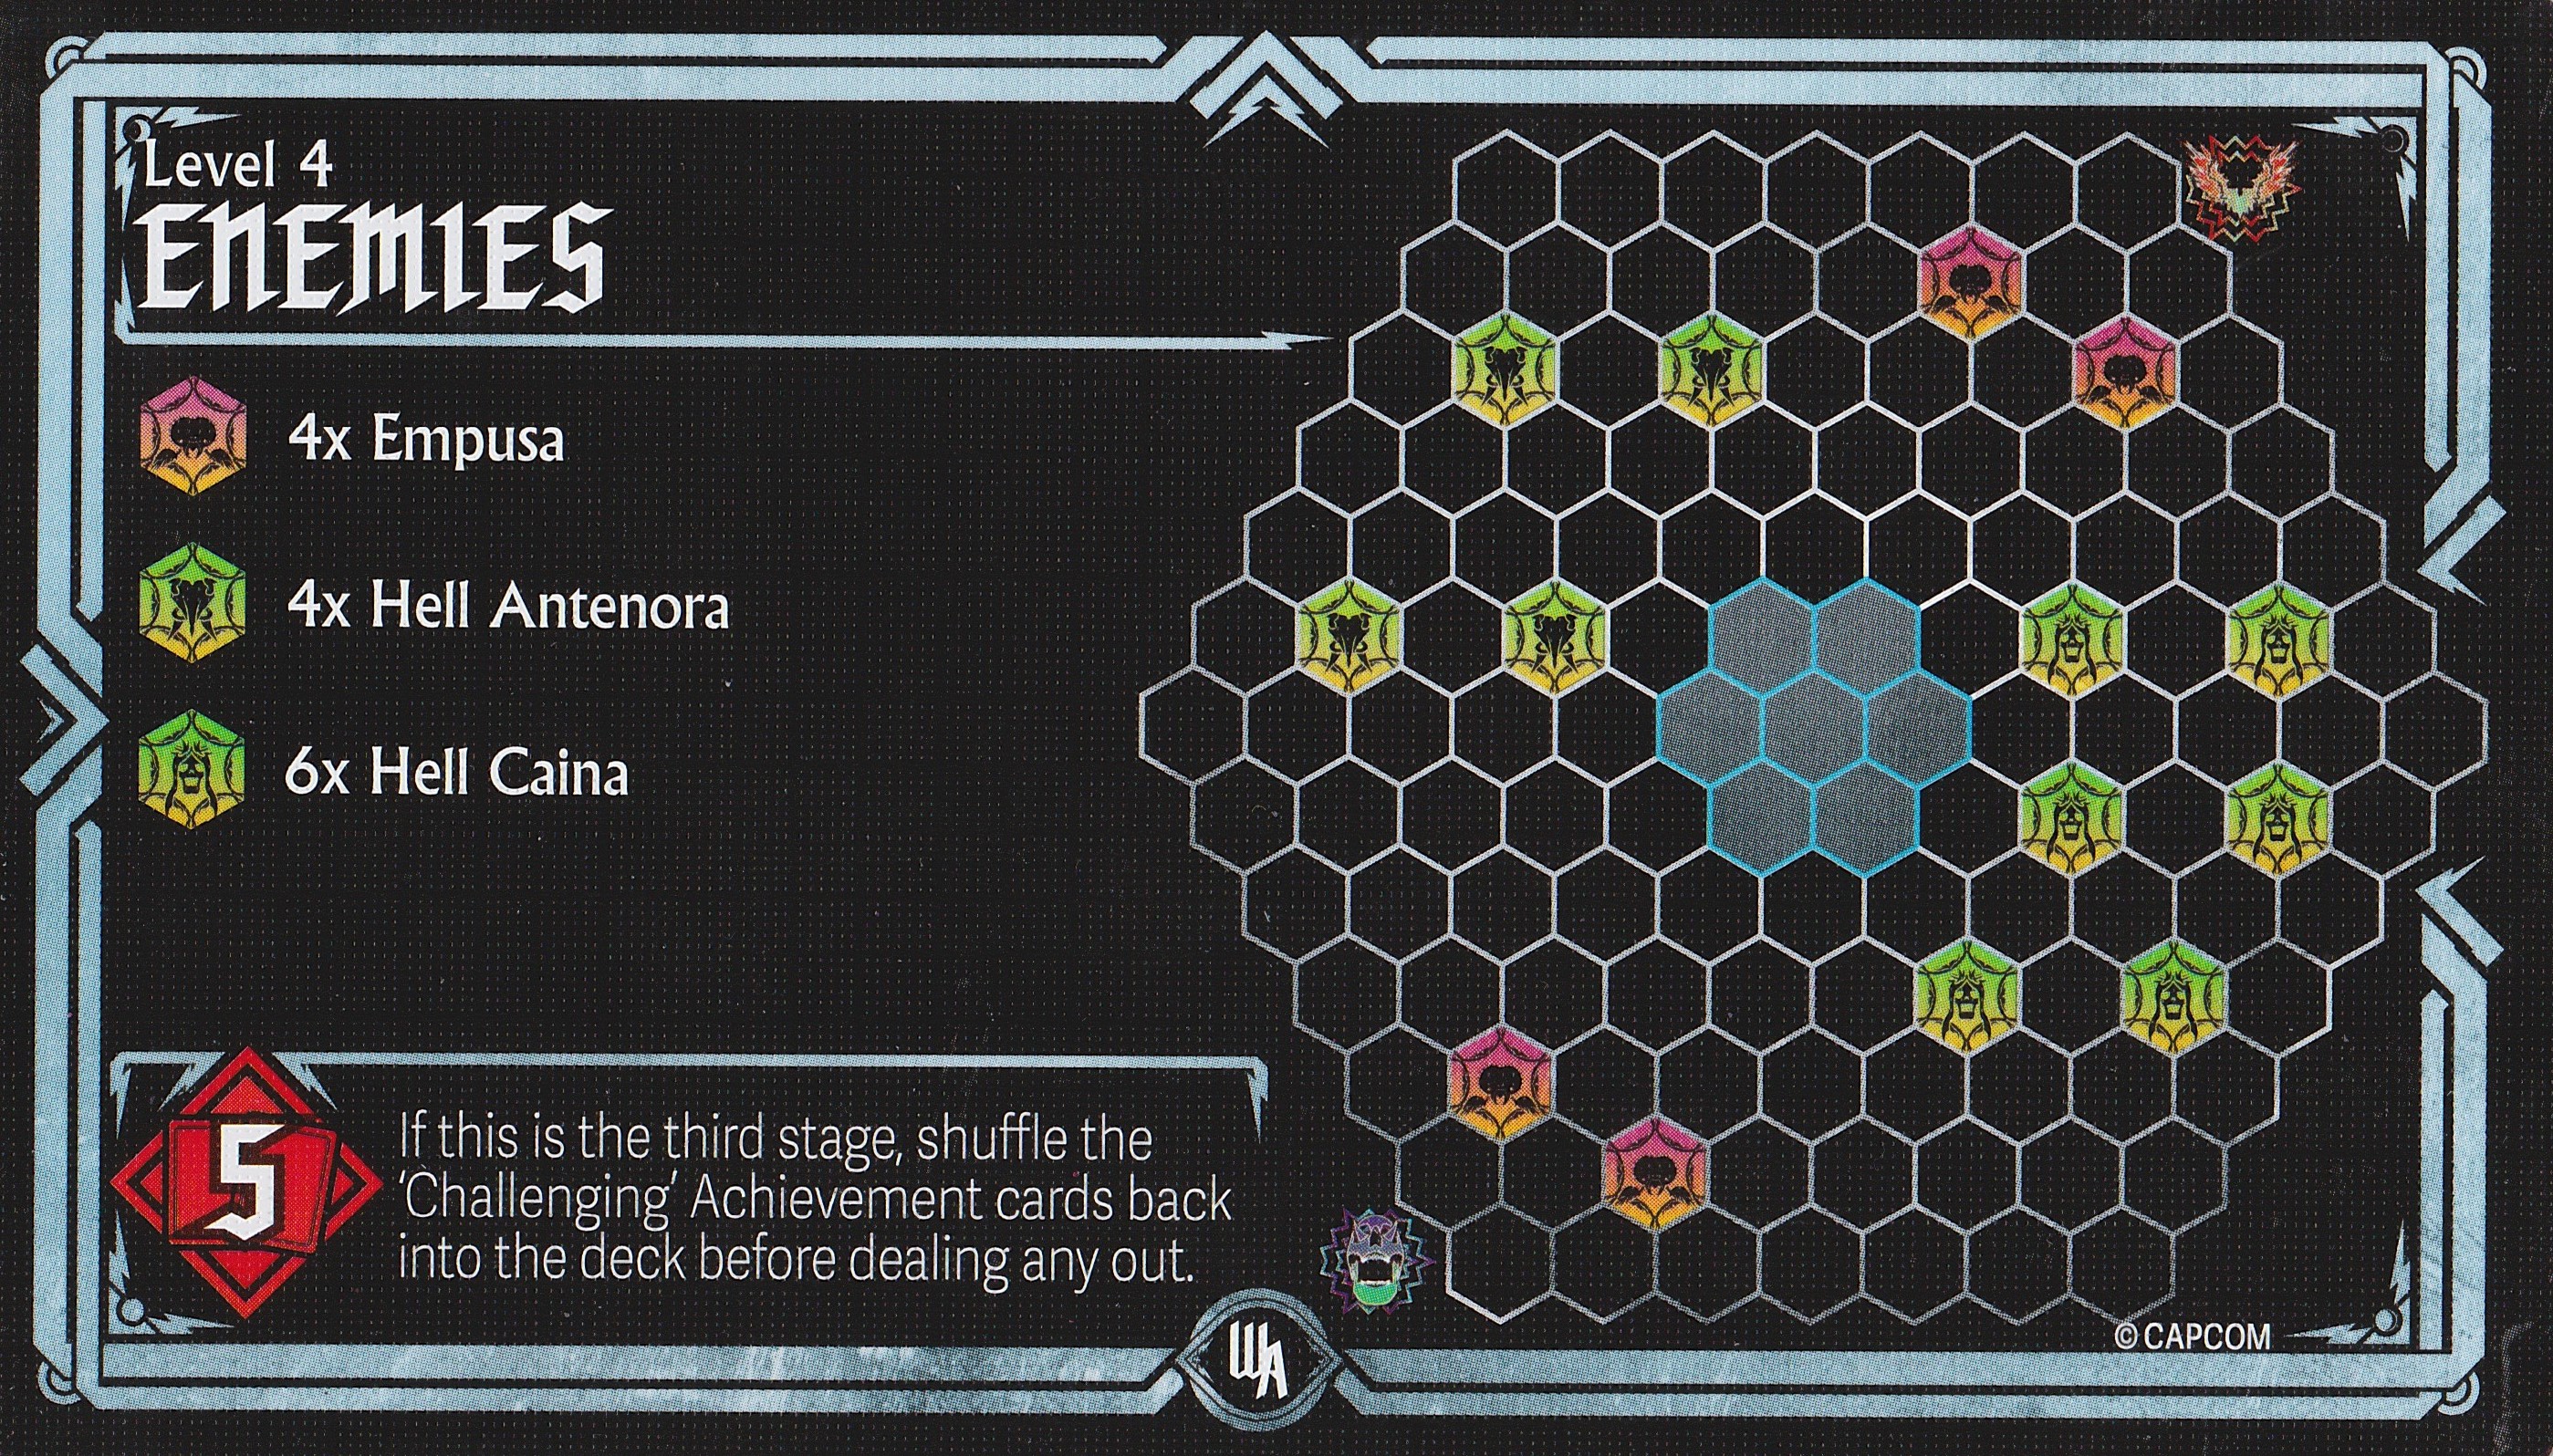 Level 4
ENEMIES
4x Empusa
4x Hell Antenora
6x Hell Caina
5
If this is the third stage, shuffle the
‘Challenging’ Achievement cards back
into the deck before dealing any out.
WA
© CAPCOM